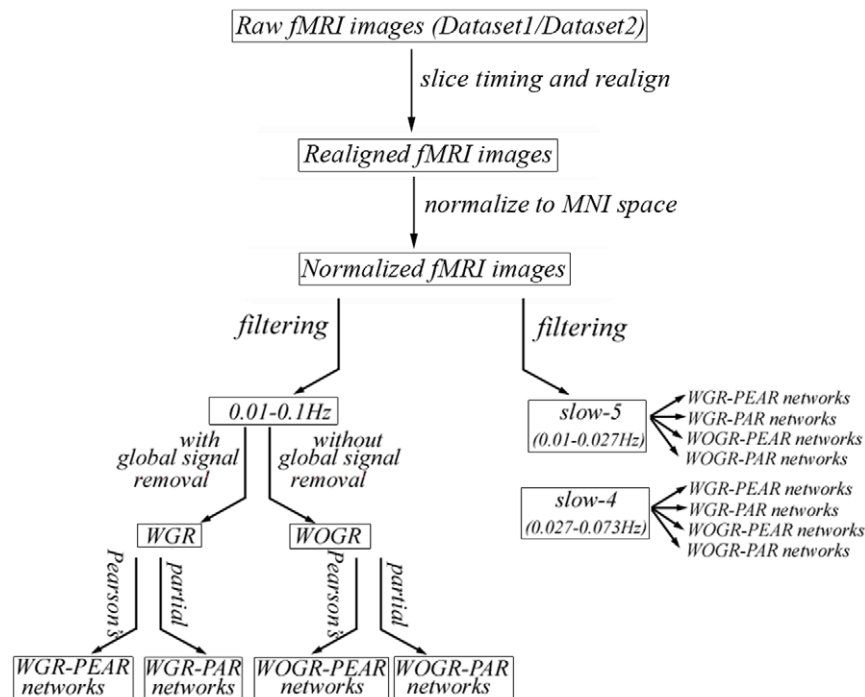 Raw fMRI images (Dataset1/Dataset2)
slice timing and realign
Realigned fMRI images
normalize to MNI space
Normalized fMRI images
filtering
filtering
0.01-0.1Hz
with
global signal
removal
without
global signal
removal
WGR
WOGR
Pearson's
partial
Pearson's
partial
WGR-PEAR
networks
WGR-PAR
networks
WOGR-PEAR
networks
WOGR-PAR
networks
slow-5
(0.01-0.027Hz)
WGR-PEAR networks
WGR-PAR networks
WOGR-PEAR networks
WOGR-PAR networks
slow-4
(0.027-0.073Hz)
WGR-PEAR networks
WGR-PAR networks
WOGR-PEAR networks
WOGR-PAR networks